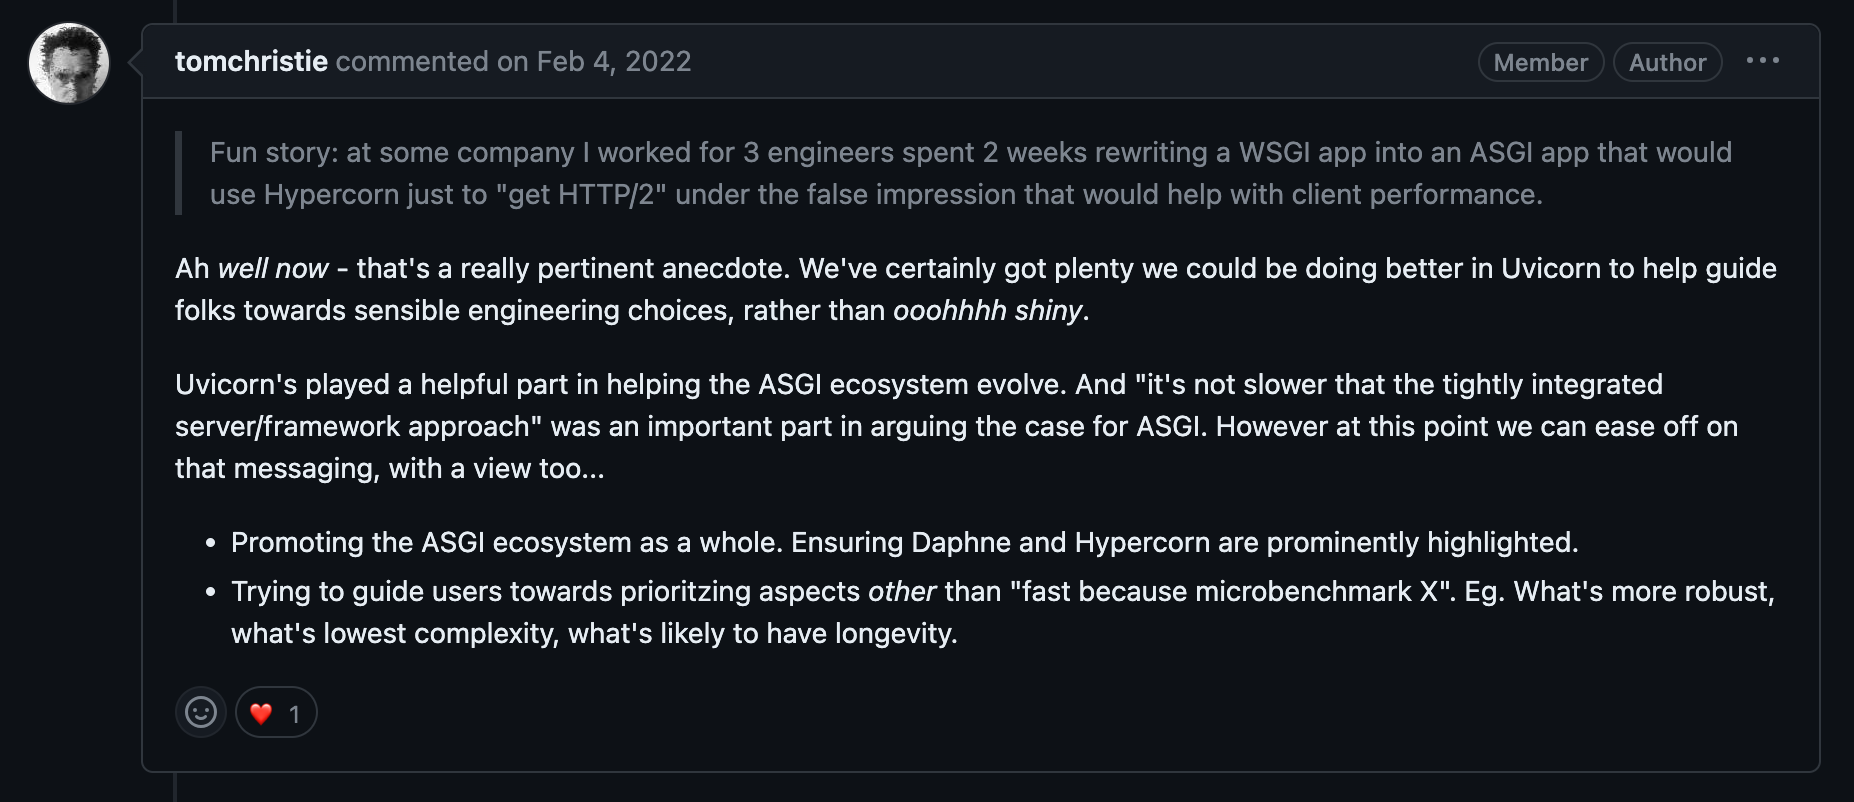 tomchristie commented on Feb 4, 2022
Member
Author
Fun story: at some company I worked for 3 engineers spent 2 weeks rewriting a WSGI app into an ASGI app that would
use Hypercorn just to "get HTTP/2" under the false impression that would help with client performance.
Ah well now - that's a really pertinent anecdote. We've certainly got plenty we could be doing better in Uvicorn to help guide
folks towards sensible engineering choices, rather than ooohhhh shiny.
Uvicorn's played a helpful part in helping the ASGI ecosystem evolve. And "it's not slower that the tightly integrated
server/framework approach" was an important part in arguing the case for ASGI. However at this point we can ease off on
that messaging, with a view too...
• Promoting the ASGI ecosystem as a whole. Ensuring Daphne and Hypercorn are prominently highlighted.
• Trying to guide users towards prioritzing aspects other than "fast because microbenchmark X". Eg. What's more robust,
what's lowest complexity, what's likely to have longevity.
1